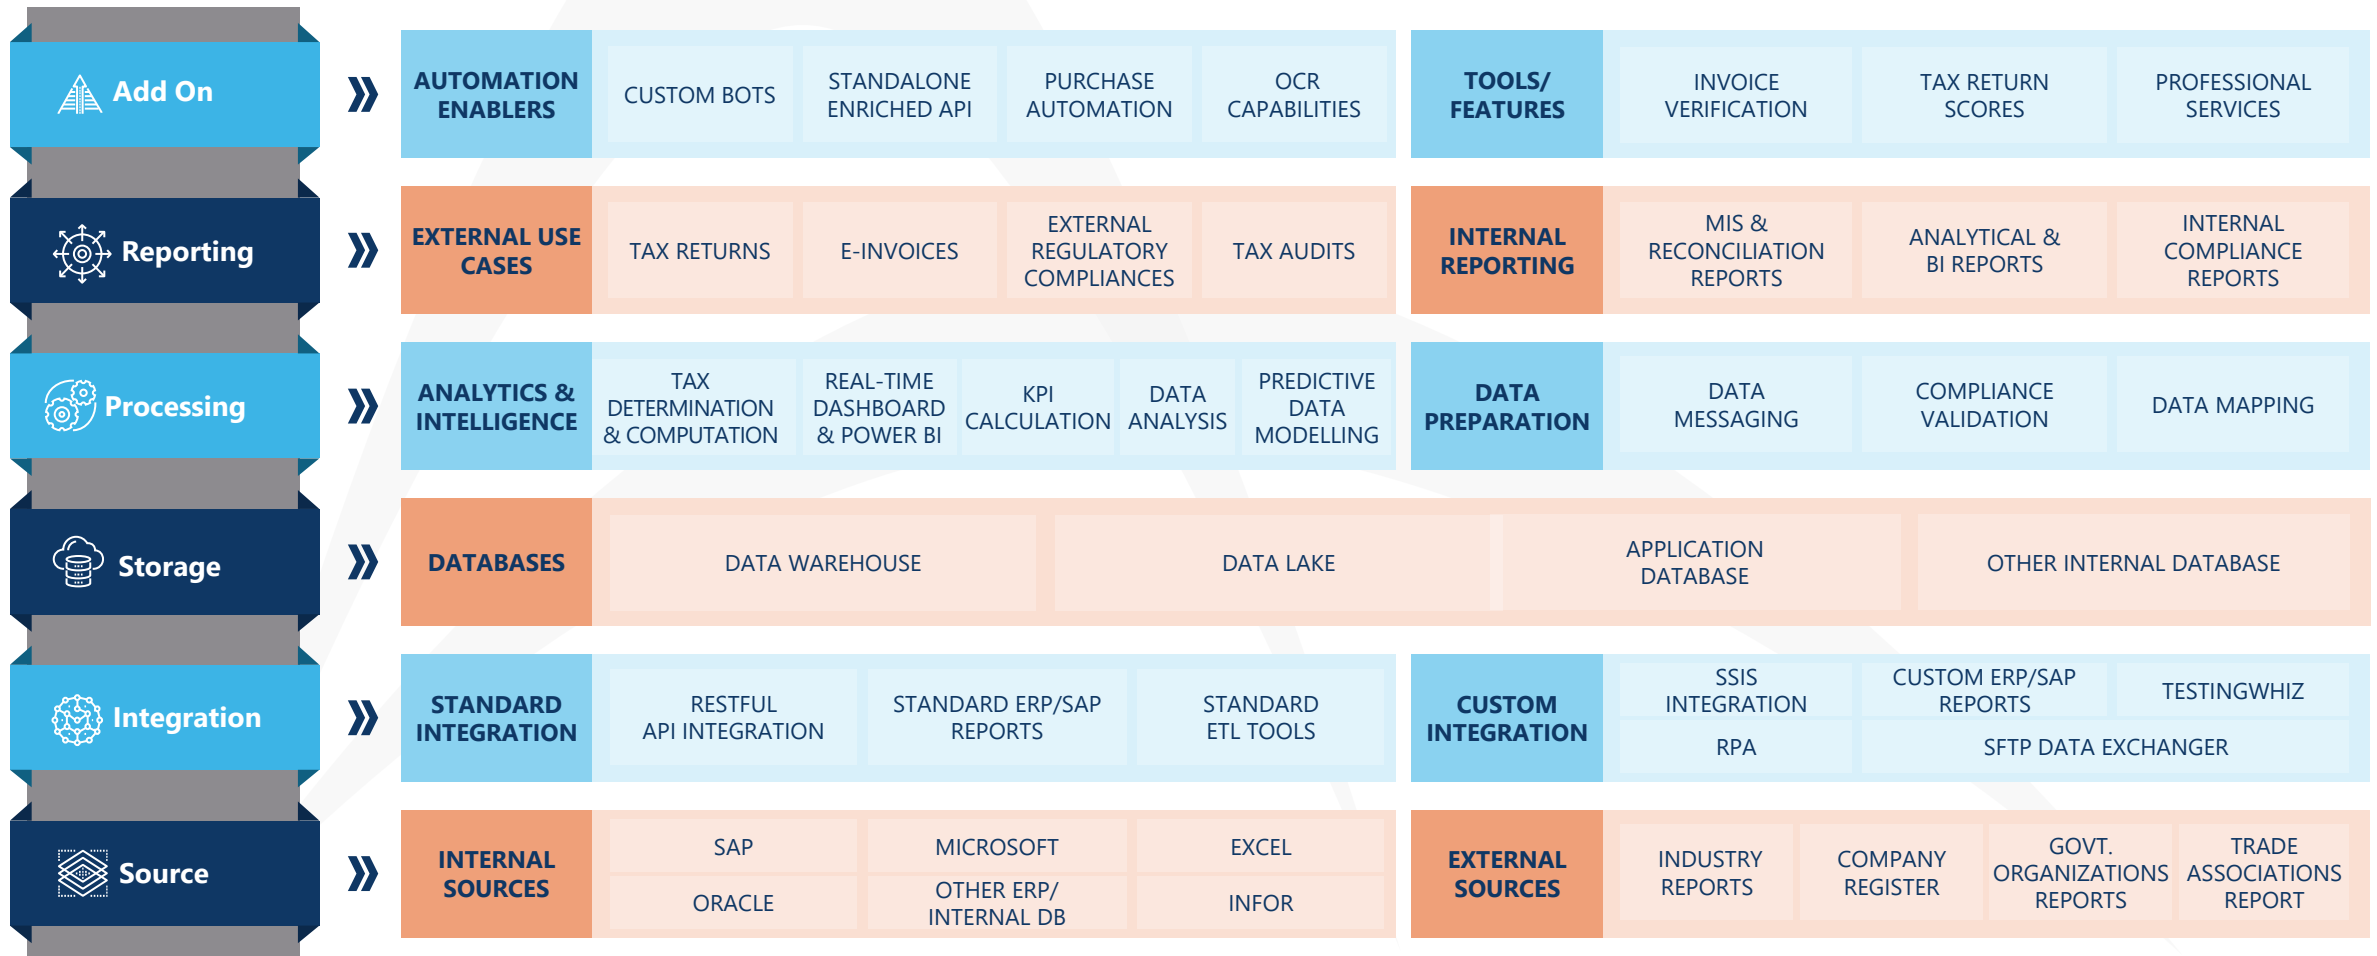 Add On
AUTOMATION
ENABLERS
CUSTOM BOTS
STANDALONE
ENRICHED API
PURCHASE
AUTOMATION
OCR
CAPABILITIES
TOOLS/
FEATURES
INVOICE
VERIFICATION
TAX RETURN
SCORES
PROFESSIONAL
SERVICES
Reporting
EXTERNAL USE
CASES
TAX RETURNS
E-INVOICES
EXTERNAL
REGULATORY
COMPLIANCES
TAX AUDITS
INTERNAL
REPORTING
MIS &
RECONCILIATION
REPORTS
ANALYTICAL &
BI REPORTS
INTERNAL
COMPLIANCE
REPORTS
Processing
ANALYTICS &
INTELLIGENCE
TAX
DETERMINATION
& COMPUTATION
REAL-TIME
DASHBOARD
& POWER BI
KPI
CALCULATION
DATA
ANALYSIS
PREDICTIVE
DATA
MODELLING
DATA
PREPARATION
DATA
MESSAGING
COMPLIANCE
VALIDATION
DATA MAPPING
Storage
DATABASES
DATA WAREHOUSE
DATA LAKE
APPLICATION
DATABASE
OTHER INTERNAL DATABASE
Integration
STANDARD
INTEGRATION
RESTFUL
API INTEGRATION
STANDARD ERP/SAP
REPORTS
STANDARD
ETL TOOLS
CUSTOM
INTEGRATION
SSIS
INTEGRATION
CUSTOM ERP/SAP
REPORTS
TESTINGWHIZ
RPA
SFTP DATA EXCHANGER
Source
INTERNAL
SOURCES
SAP
MICROSOFT
EXCEL
ORACLE
OTHER ERP/
INTERNAL DB
INFOR
EXTERNAL
SOURCES
INDUSTRY
REPORTS
COMPANY
REGISTER
GOVT.
ORGANIZATIONS
REPORTS
TRADE
ASSOCIATIONS
REPORT